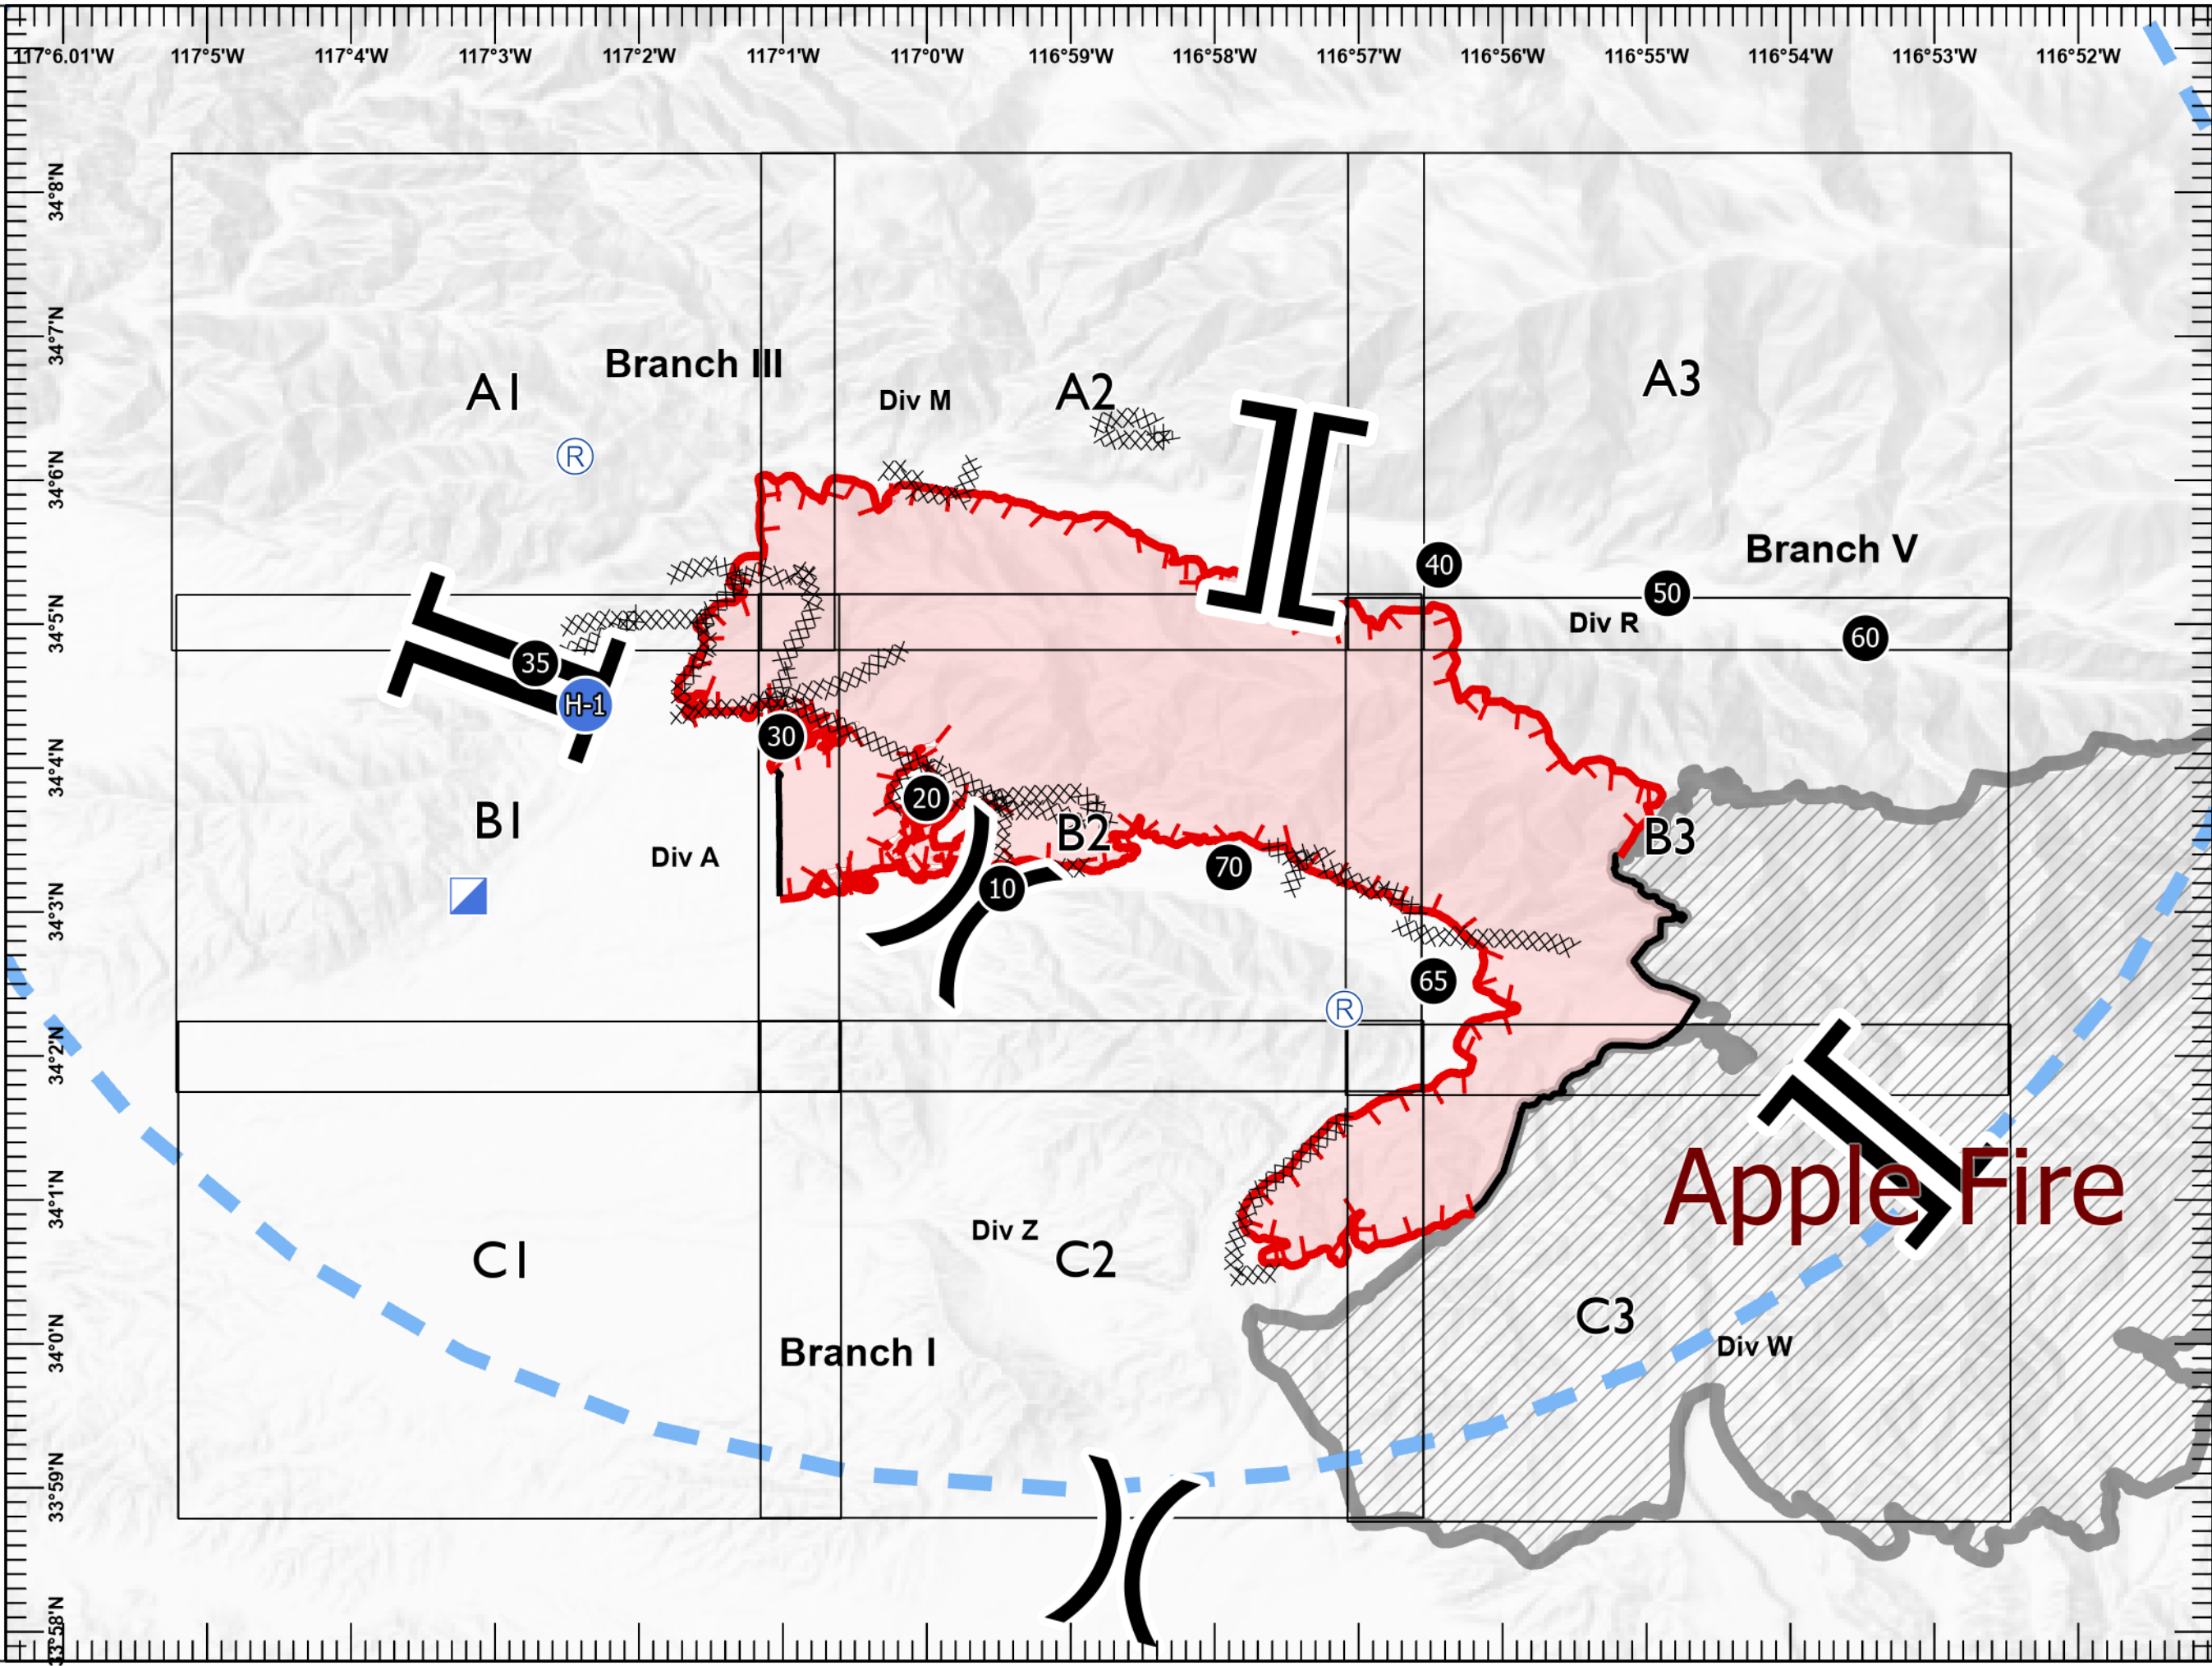 117°6.01'W 117°5'W 117°4'W 117°3'W 117°2'W 117°1'W 117°0'W 116°59'W 116°58'W 116°57'W 116°56'W 116°55'W 116°54'W 116°53'W 116°52'W
34°8'N
34°7'N
Branch III
A1
Div M
A2
A3
R
34°6'N
Branch V
40
50
34°5'N
Div R
60
35
H-1
30
34°4'N
20
B1
B2
B3
Div A
70
10
34°3'N
65
R
34°2'N
Apple Fire
34°1'N
Div Z
C1
C2
C3
34°0'N
Branch I
Div W
33°59'N
33°58'N